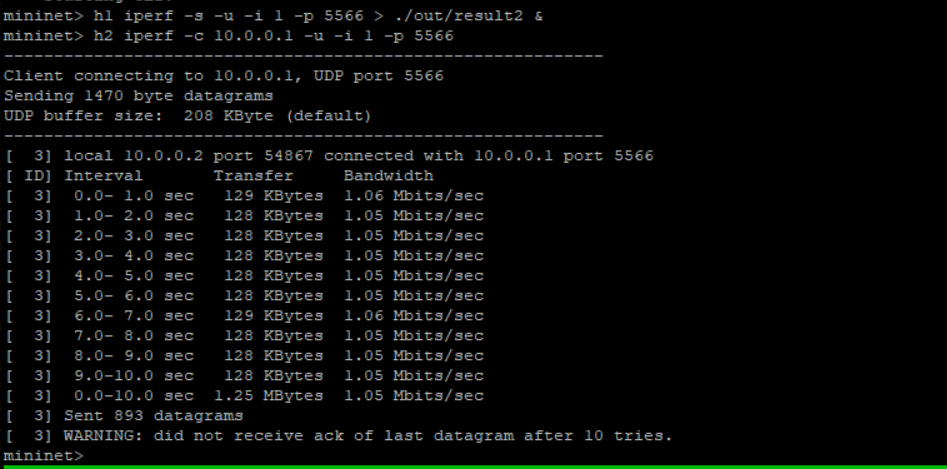 mininet> h1 iperf -s -u -i 1 -p 5566 > ./out/result2 &
mininet> h2 iperf -c 10.0.0.1 -u -i 1 -p 5566
------------------------------------------------------------
Client connecting to 10.0.0.1, UDP port 5566
Sending 1470 byte datagrams
UDP buffer size:  208 KByte (default)
------------------------------------------------------------
[  3] local 10.0.0.2 port 54867 connected with 10.0.0.1 port 5566
[ ID] Interval       Transfer     Bandwidth
[  3]  0.0- 1.0 sec   129 KBytes  1.06 Mbits/sec
[  3]  1.0- 2.0 sec   128 KBytes  1.05 Mbits/sec
[  3]  2.0- 3.0 sec   128 KBytes  1.05 Mbits/sec
[  3]  3.0- 4.0 sec   128 KBytes  1.05 Mbits/sec
[  3]  4.0- 5.0 sec   128 KBytes  1.05 Mbits/sec
[  3]  5.0- 6.0 sec   128 KBytes  1.05 Mbits/sec
[  3]  6.0- 7.0 sec   129 KBytes  1.06 Mbits/sec
[  3]  7.0- 8.0 sec   128 KBytes  1.05 Mbits/sec
[  3]  8.0- 9.0 sec   128 KBytes  1.05 Mbits/sec
[  3]  9.0-10.0 sec   128 KBytes  1.05 Mbits/sec
[  3]  0.0-10.0 sec  1.25 MBytes  1.05 Mbits/sec
[  3] Sent 893 datagrams
[  3] WARNING: did not receive ack of last datagram after 10 tries.
mininet>